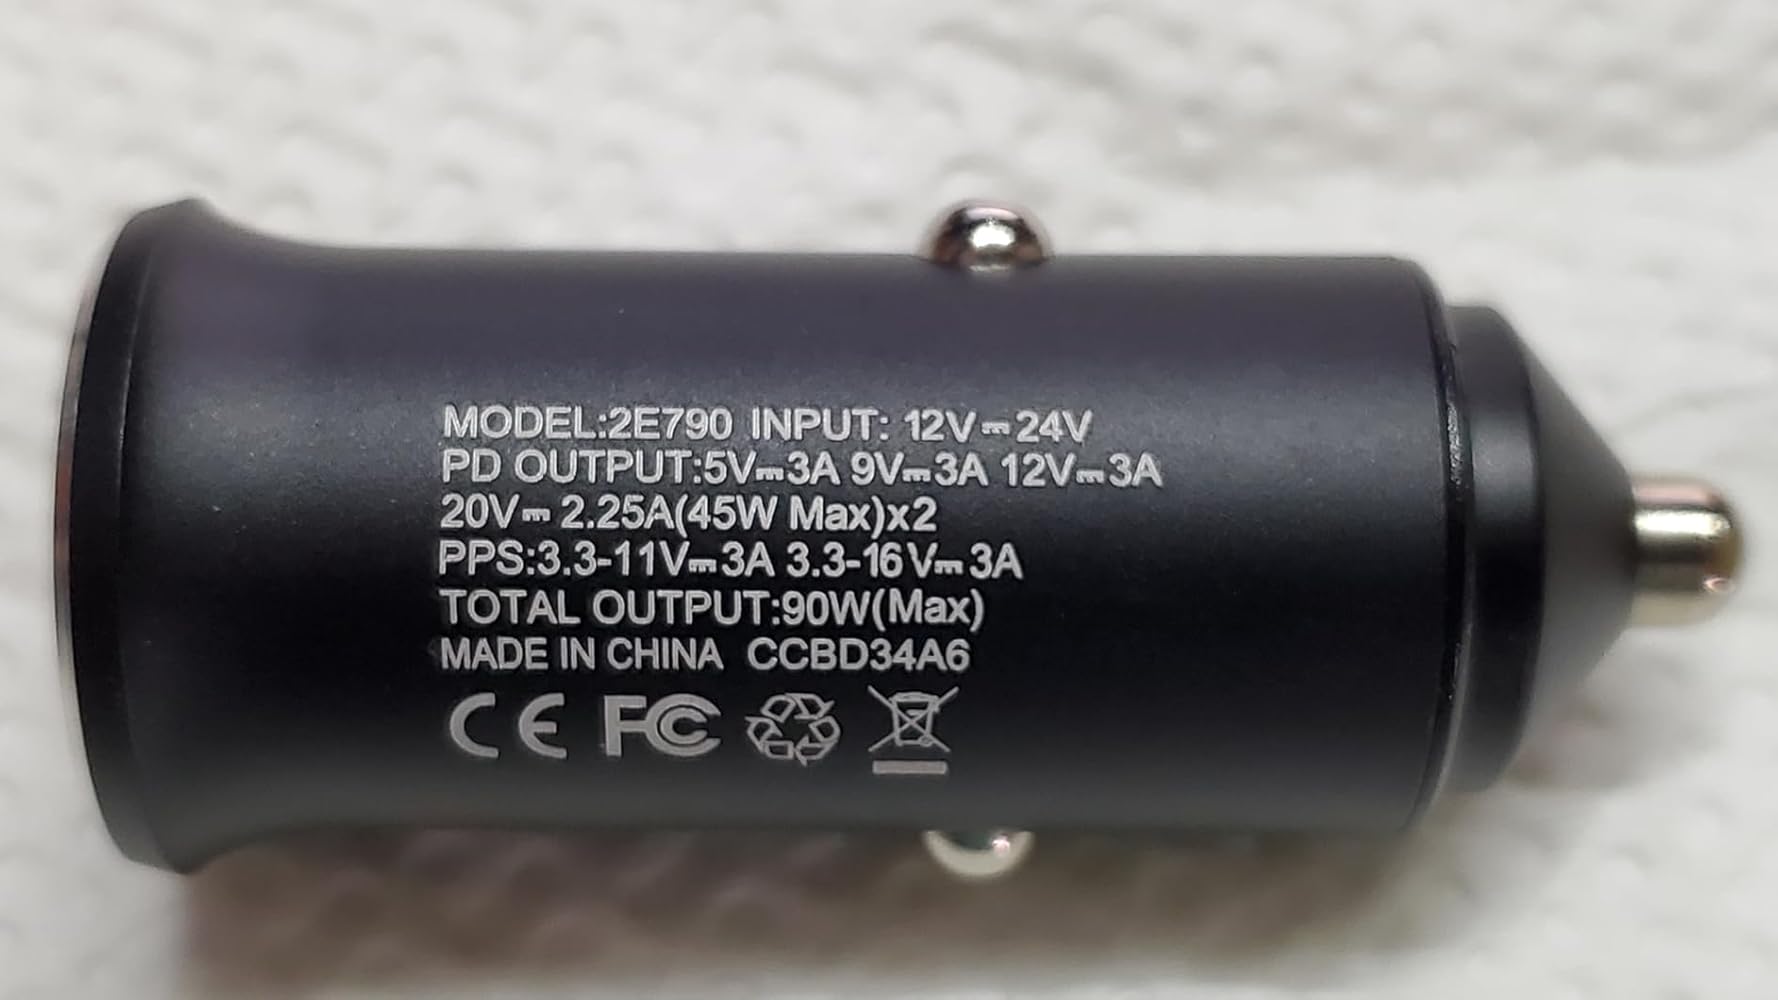 MODEL:2E790 INPUT: 12V⎓24V
PD OUTPUT:5V⎓3A 9V⎓3A 12V⎓3A
20V⎓2.25A(45W Max)x2
PPS:3.3-11V⎓3A 3.3-16V⎓3A
TOTAL OUTPUT:90W(Max)
MADE IN CHINA CCBD34A6
CE FC